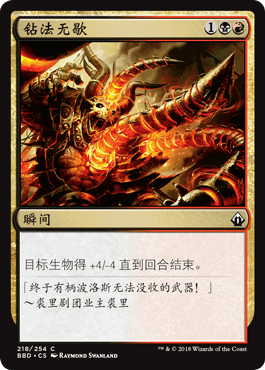 钻法无歇 1
瞬间
目标生物得 +4/-4 直到回合结束。
「终于有柄波洛斯无法没收的武器！」
～裘里剧团业主裘里
218/254 C
BBD • CS RAYMOND SWANLAND
™ & © 2018 Wizards of the Coast